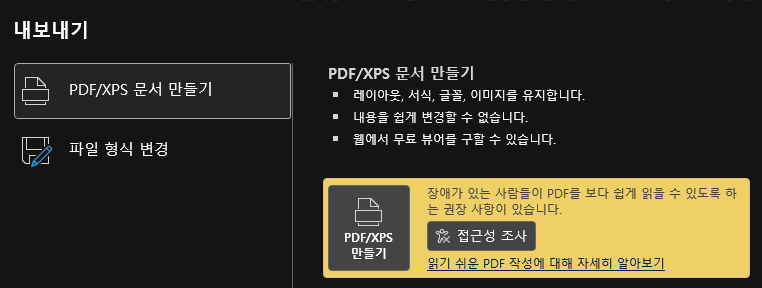 내보내기
PDF/XPS 문서 만들기
파일 형식 변경
PDF/XPS 문서 만들기
▪ 레이아웃, 서식, 글꼴, 이미지를 유지합니다.
▪ 내용을 쉽게 변경할 수 없습니다.
▪ 웹에서 무료 뷰어를 구할 수 있습니다.
PDF/XPS
만들기
장애가 있는 사람들이 PDF를 보다 쉽게 읽을 수 있도록 하
는 권장 사항이 있습니다.
접근성 조사
읽기 쉬운 PDF 작성에 대해 자세히 알아보기